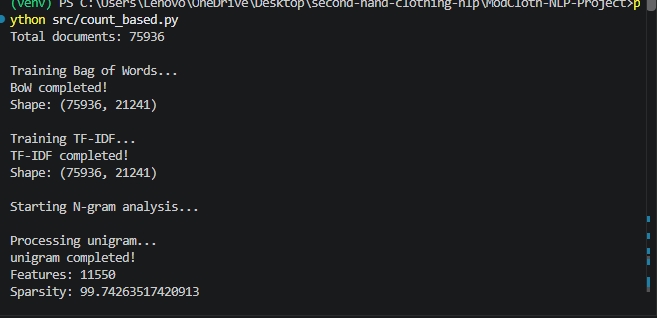 (venv) PS C:\Users\Lenovo\OneDrive\Desktop\second-hand-clothing-nlp\ModCloth-NLP-Project>p
ython src/count_based.py
Total documents: 75936
Training Bag of Words...
BoW completed!
Shape: (75936, 21241)
Training TF-IDF...
TF-IDF completed!
Shape: (75936, 21241)
Starting N-gram analysis...
Processing unigram...
unigram completed!
Features: 11550
Sparsity: 99.74263517420913